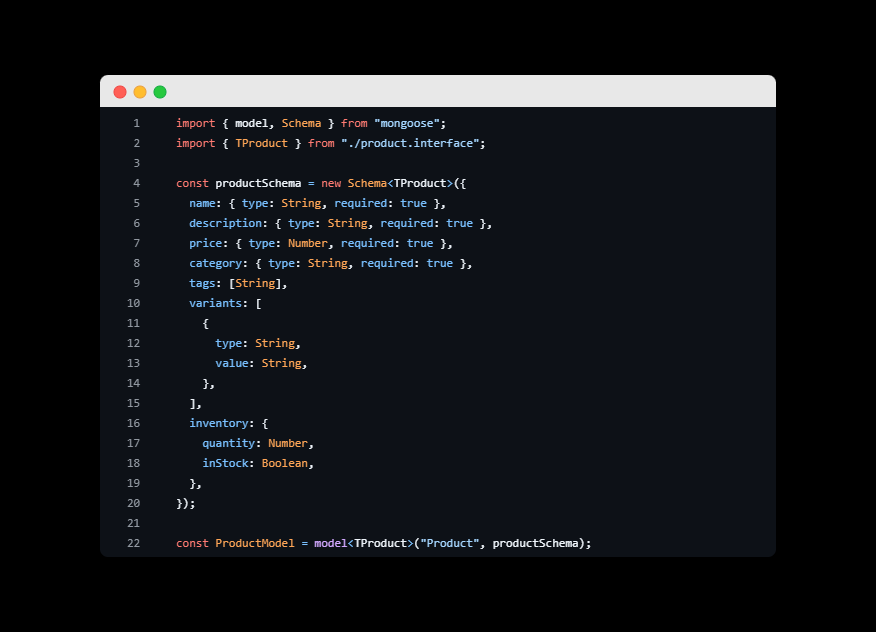 1 import { model, Schema } from "mongoose";
2 import { TProduct } from "./product.interface";
3
4 const productSchema = new Schema<TProduct>({
5   name: { type: String, required: true },
6   description: { type: String, required: true },
7   price: { type: Number, required: true },
8   category: { type: String, required: true },
9   tags: [String],
10   variants: [
11     {
12       type: String,
13       value: String,
14     },
15   ],
16   inventory: {
17     quantity: Number,
18     inStock: Boolean,
19   },
20 });
21
22 const ProductModel = model<TProduct>("Product", productSchema);